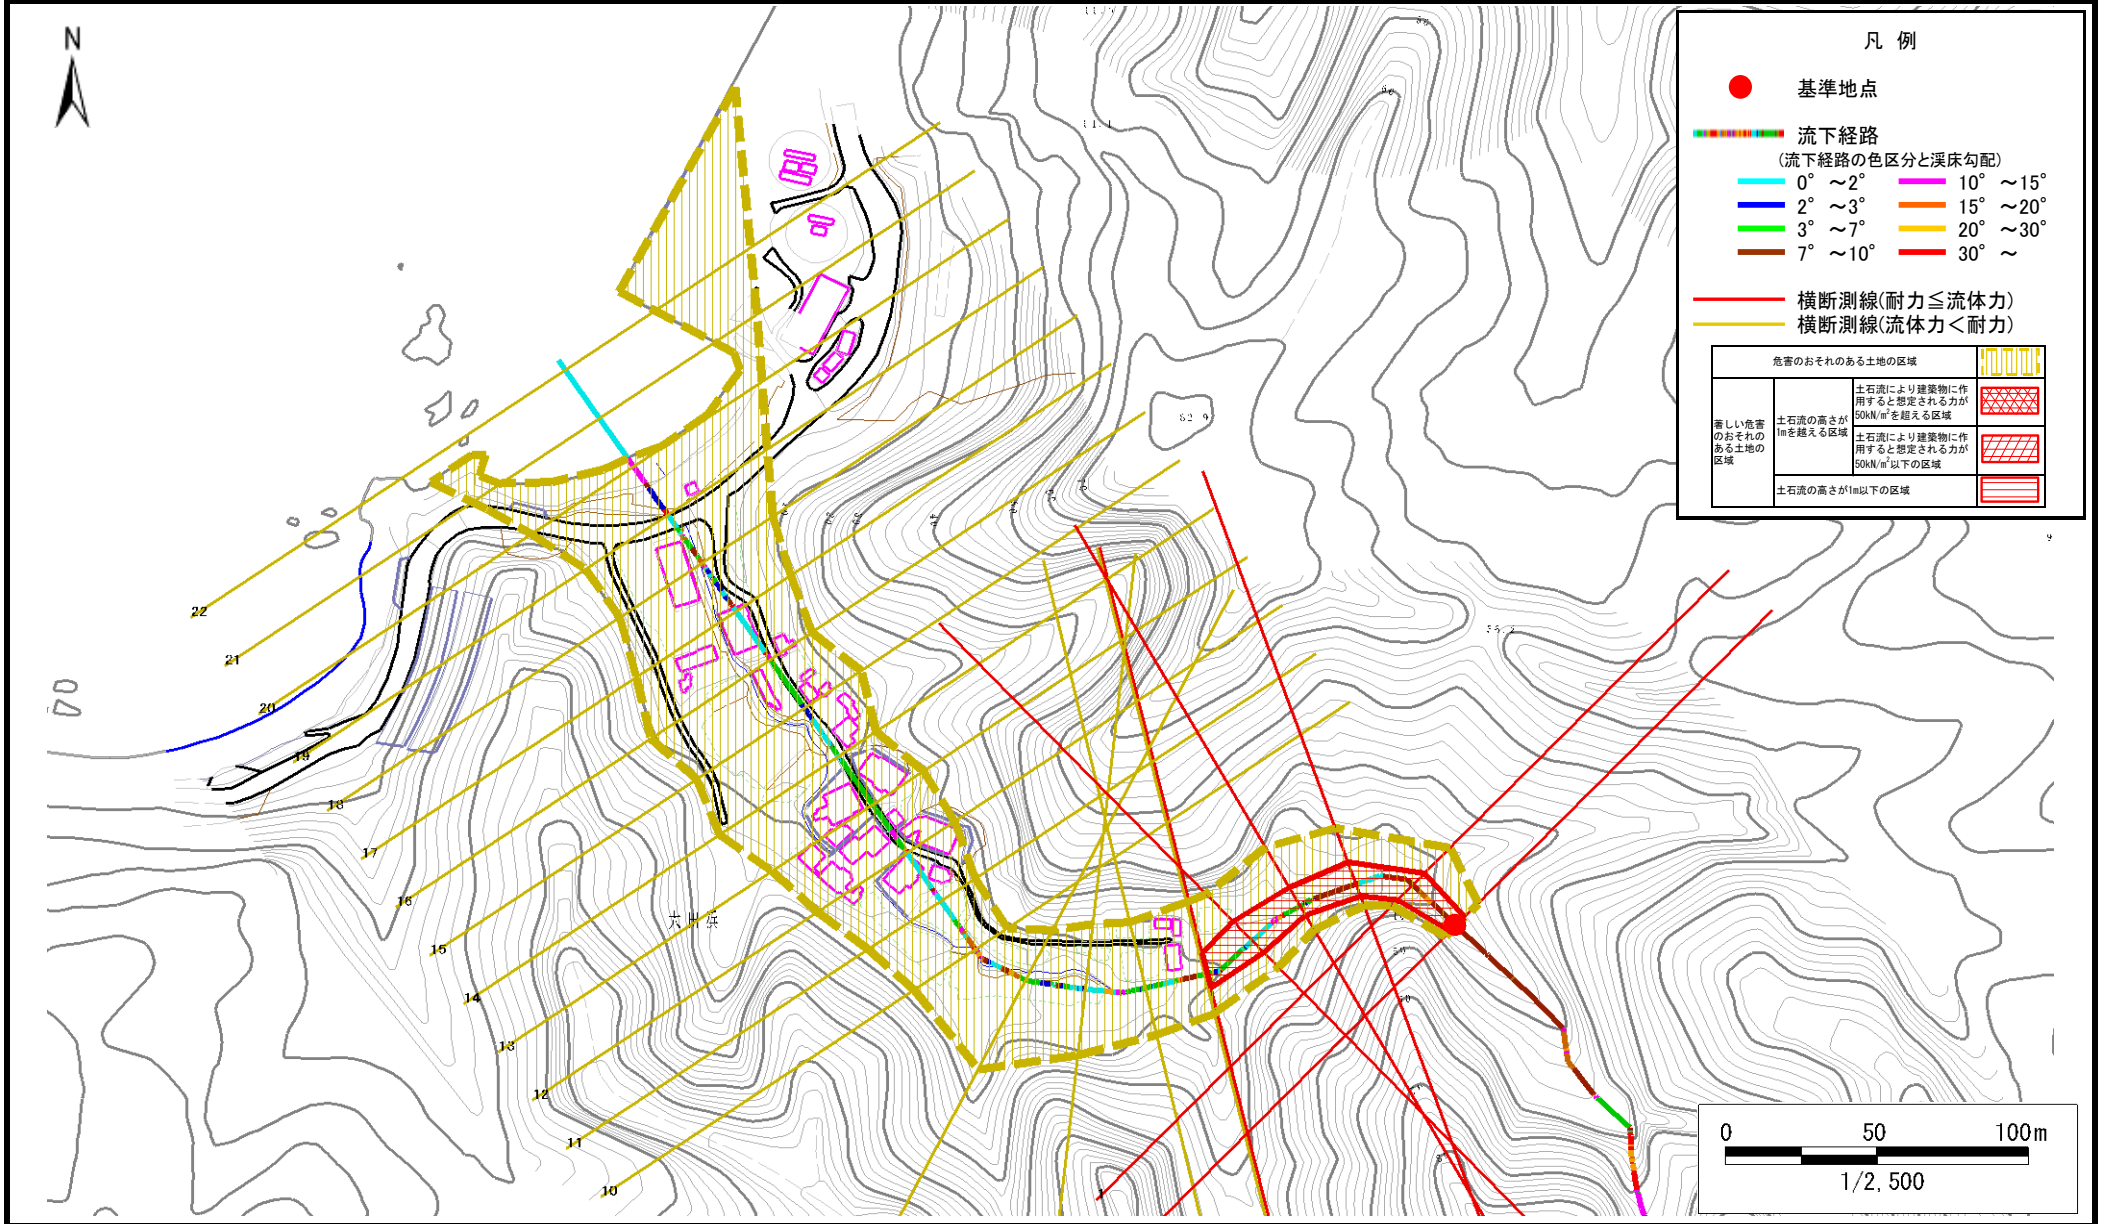 N
凡 例
基準地点
流下経路
(流下経路の色区分と渓床勾配)
0° ～2°
10° ～15°
2° ～3°
15° ～20°
3° ～7°
20° ～30°
7° ～10°
30° ～
横断測線(耐力≦流体力)
横断測線(流体力＜耐力)
危害のおそれのある土地の区域
著しい危害
のおそれの
ある土地の
区域
土石流の高さが
1mを越える区域
土石流により建築物に作
用すると想定される力が
50kN/m²を超える区域
土石流により建築物に作
用すると想定される力が
50kN/m²以下の区域
土石流の高さが1m以下の区域
22
21
20
19
18
17
16
15
14
13
12
11
10
1
0 50 100m
1/2,500